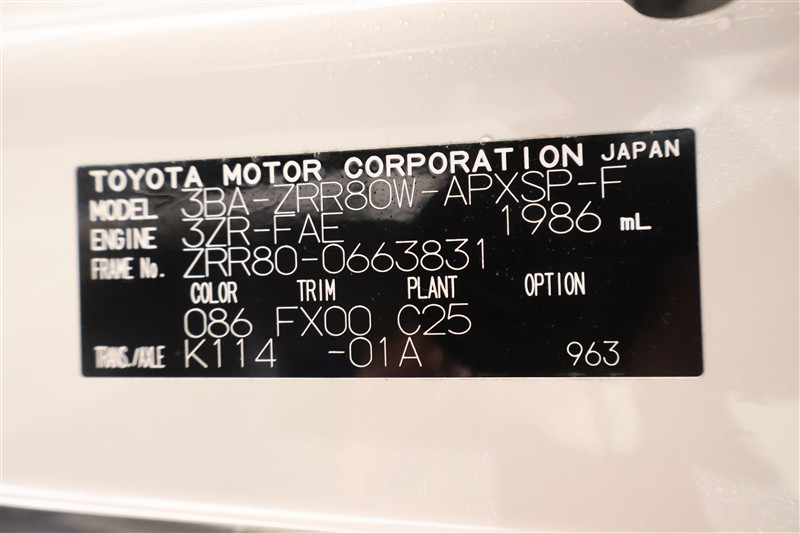 TOYOTA MOTOR CORPORATION JAPAN
MODEL 3BA-ZRR80W-APXSP-F
ENGINE 3ZR-FAE 1986 mL
FRAME No. ZRR80-0663831
COLOR TRIM PLANT OPTION
086 FX00 C25
TRANS./AXLE K114 -01A 963